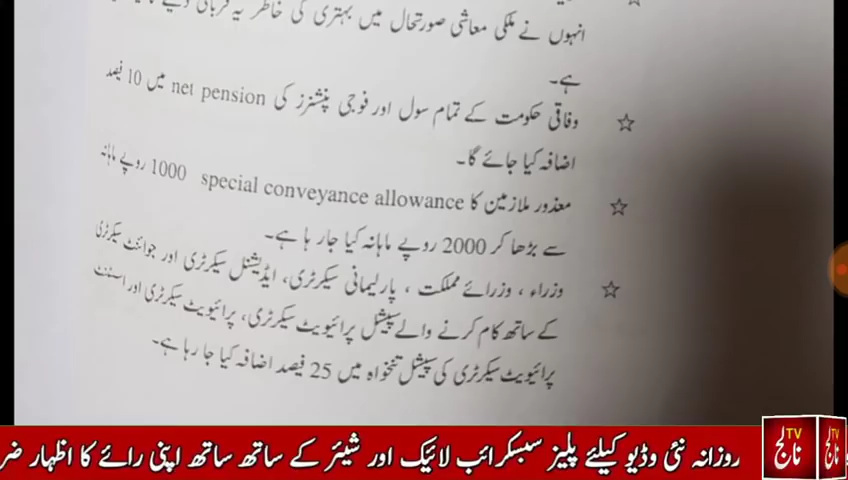 انہوں نے ملکی معاشی صورتحال میں بہتری کی خاطر یہ قربانی
ہے۔
☆ وفاقی حکومت کے تمام سول اور فوجی پنشنرز کی net pension میں 10 فیصد
اضافہ کیا جائے گا۔
☆ معذور ملازمین کا special conveyance allowance 1000 روپے ماہانہ
سے بڑھا کر 2000 روپے ماہانہ کیا جا رہا ہے۔
☆ وزراء ، وزرائے مملکت ، پارلیمانی سیکرٹری، ایڈیشنل سیکرٹری اور جوائنٹ سیکرٹری
کے ساتھ کام کرنے والے سپیشل پرائیویٹ سیکرٹری، پرائیویٹ سیکرٹری اور اسسٹنٹ
پرائیویٹ سیکرٹری کی سپیشل تنخواہ میں 25 فیصد اضافہ کیا جا رہا ہے۔
روزانہ نئی وڈیو کیلئے پلیز سبسکرائب لائیک اور شیئر کے ساتھ ساتھ اپنی رائے کا اظہار ضر
TV
نالج
TV
نالج